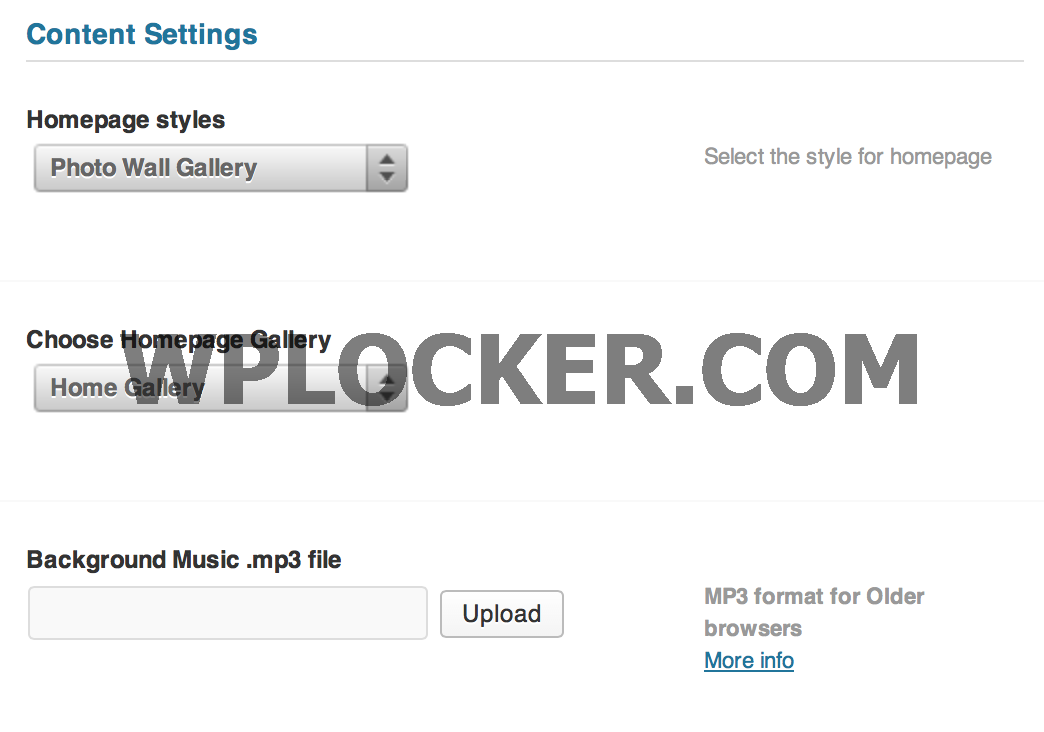 Content Settings
Homepage styles
Photo Wall Gallery
Select the style for homepage
Choose Homepage Gallery
WPLOCKER.COM
Home Gallery
Background Music .mp3 file
Upload
MP3 format for Older
browsers
More info